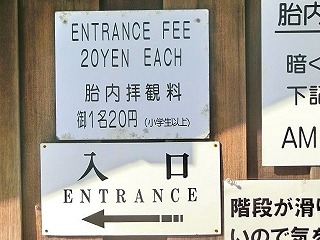 ENTRANCE FEE
20YEN EACH
胎内拝観料
御1名20円 (小学生以上)
入口
ENTRANCE
胎内
暗く
下記
AM
階段が滑り
いので気を